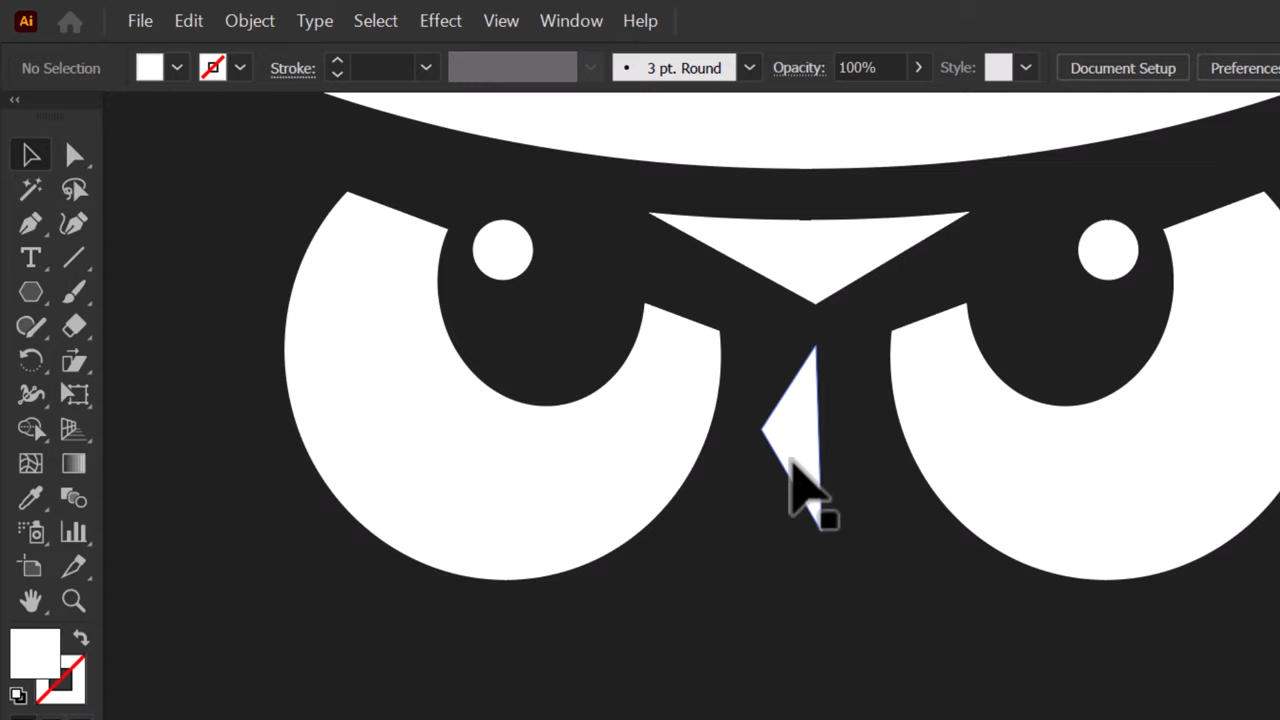 Ai File Edit Object Type Select Effect View Window Help
No Selection Stroke: 3 pt. Round Opacity: 100% Style: Document Setup Preferences